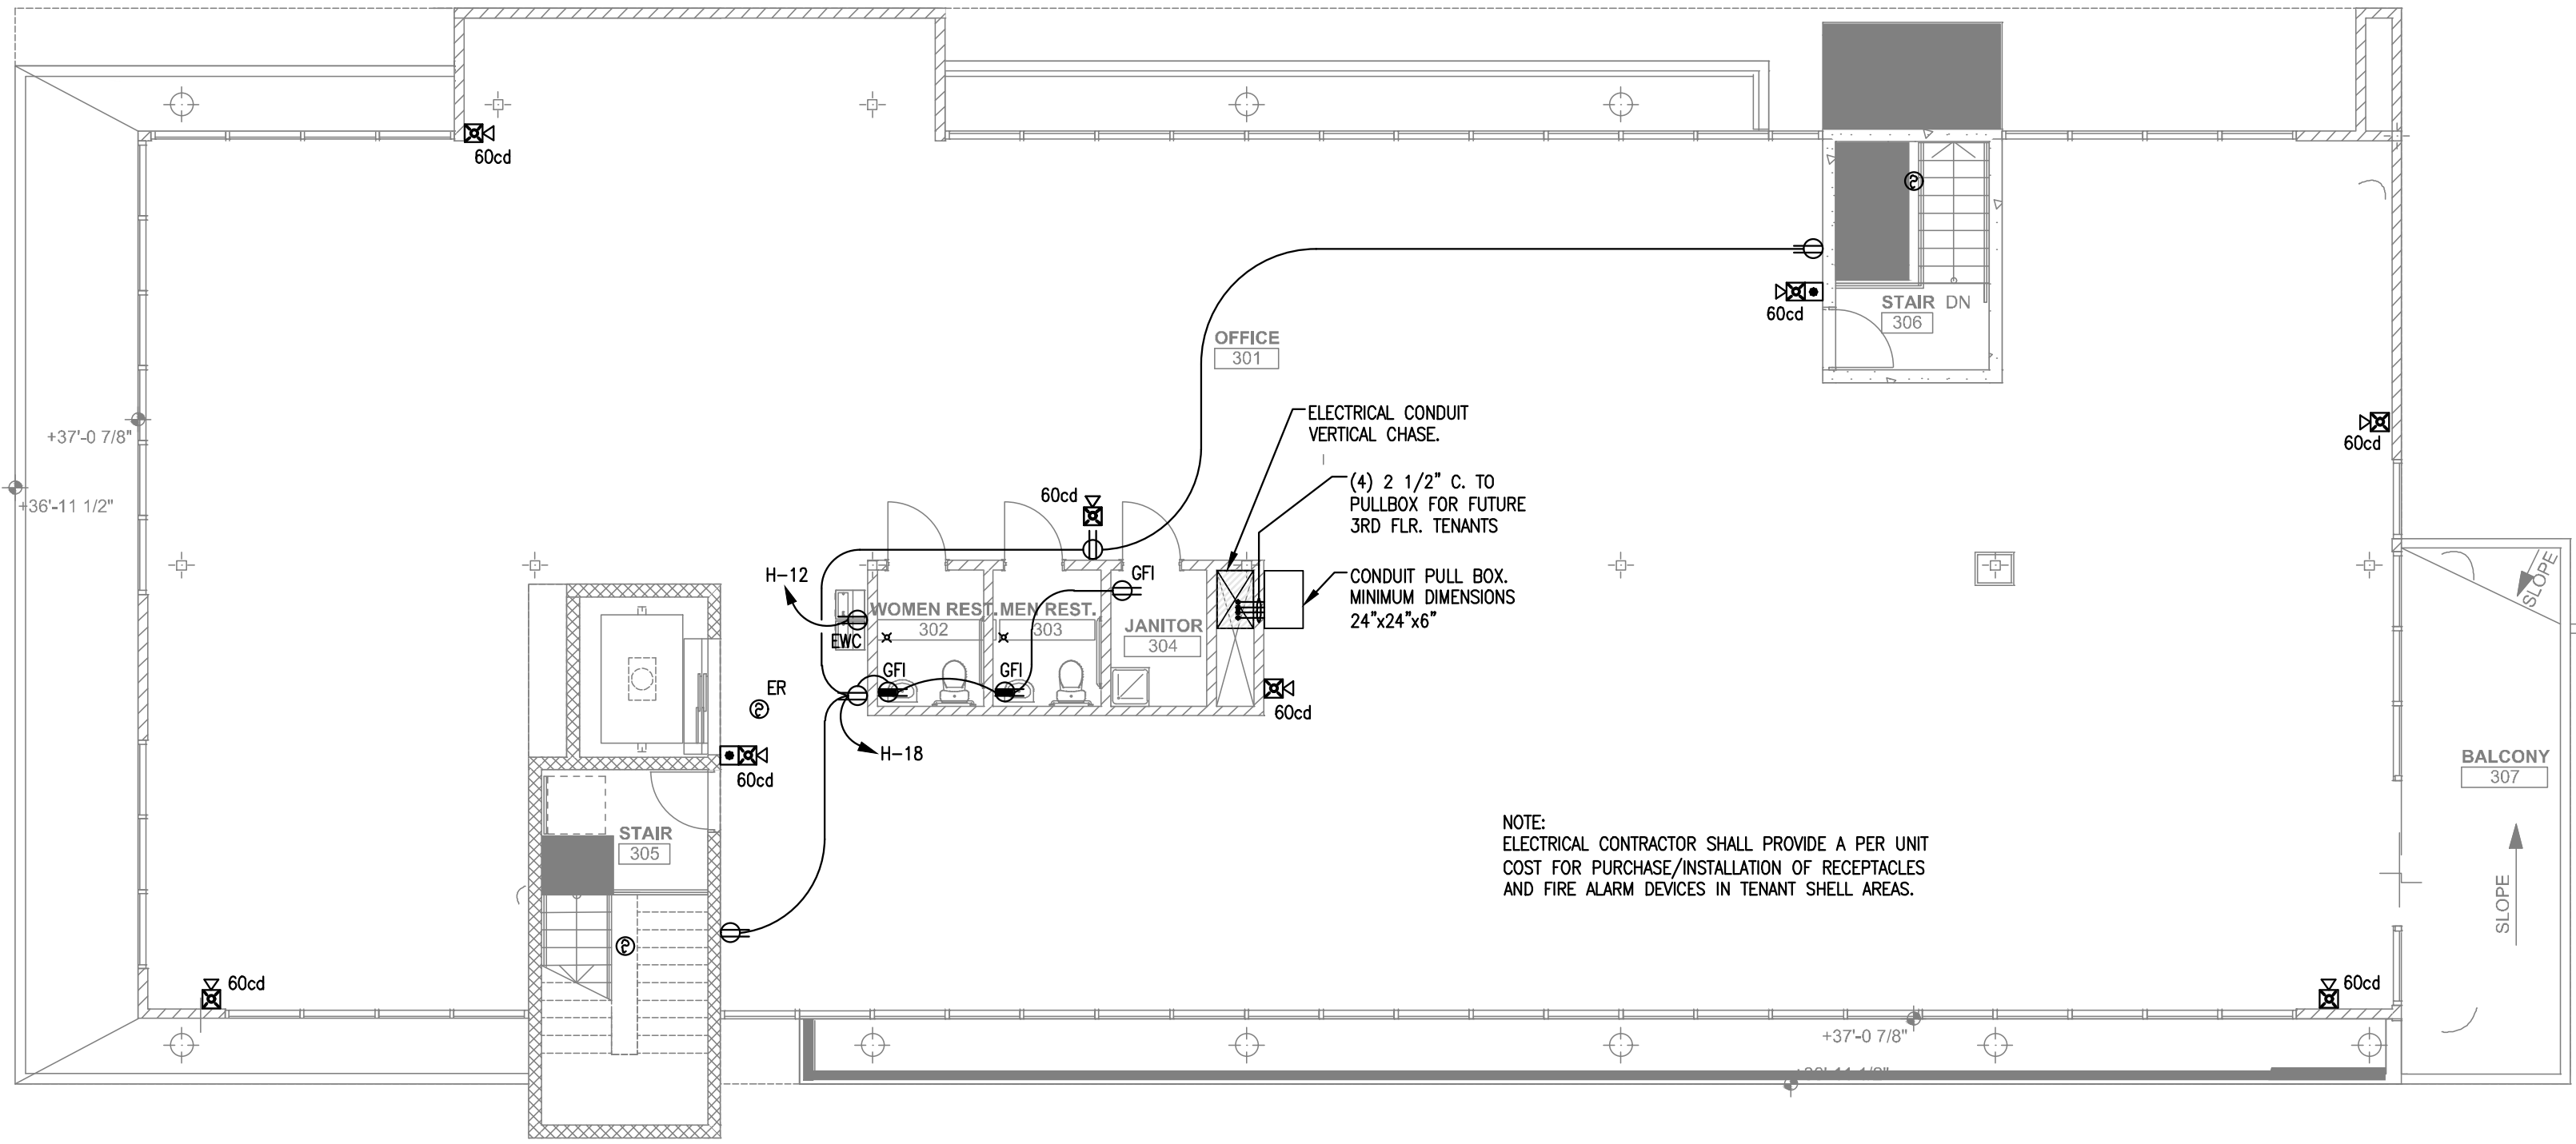 60cd
OFFICE
301
60cd
STAIR DN
306
ELECTRICAL CONDUIT
VERTICAL CHASE.
+37'-0 7/8"
60cd
(4) 2 1/2" C. TO
PULLBOX FOR FUTURE
3RD FLR. TENANTS
+36'-11 1/2"
60cd
H-12
GFI
CONDUIT PULL BOX.
MINIMUM DIMENSIONS
24"x24"x6"
SLOPE
WOMEN REST.
302
MEN REST.
303
JANITOR
304
EWC
GFI
GFI
ER
60cd
H-18
60cd
BALCONY
307
STAIR
305
NOTE:
ELECTRICAL CONTRACTOR SHALL PROVIDE A PER UNIT
COST FOR PURCHASE/INSTALLATION OF RECEPTACLES
AND FIRE ALARM DEVICES IN TENANT SHELL AREAS.
SLOPE
60cd
60cd
+37'-0 7/8"